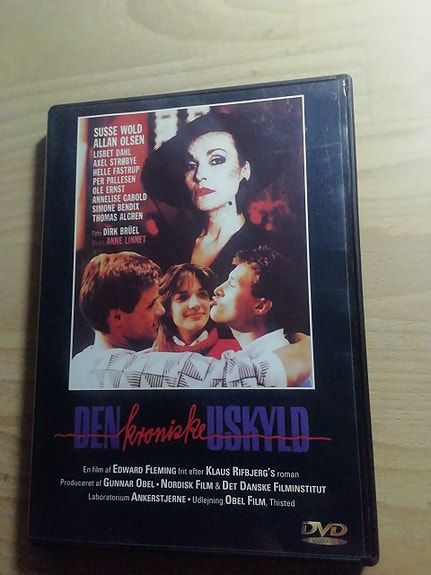 SUSSE WOLD
ALLAN OLSEN
LISBET DAHL
AXEL STRØBYE
HELLE FASTRUP
PER PALLESEN
OLE ERNST
ANNELISE GABOLD
SIMONE BENDIX
THOMAS ALGREN
Foto DIRK BRÜEL
Musik ANNE LINNET
DEN kroniske USKYLD
En film af EDWARD FLEMING frit efter KLAUS RIFBJERG's roman
Produceret af GUNNAR OBEL • NORDISK FILM & DET DANSKE FILMINSTITUT
Laboratorium ANKERSTJERNE • Udlejning OBEL FILM, Thisted
DVD